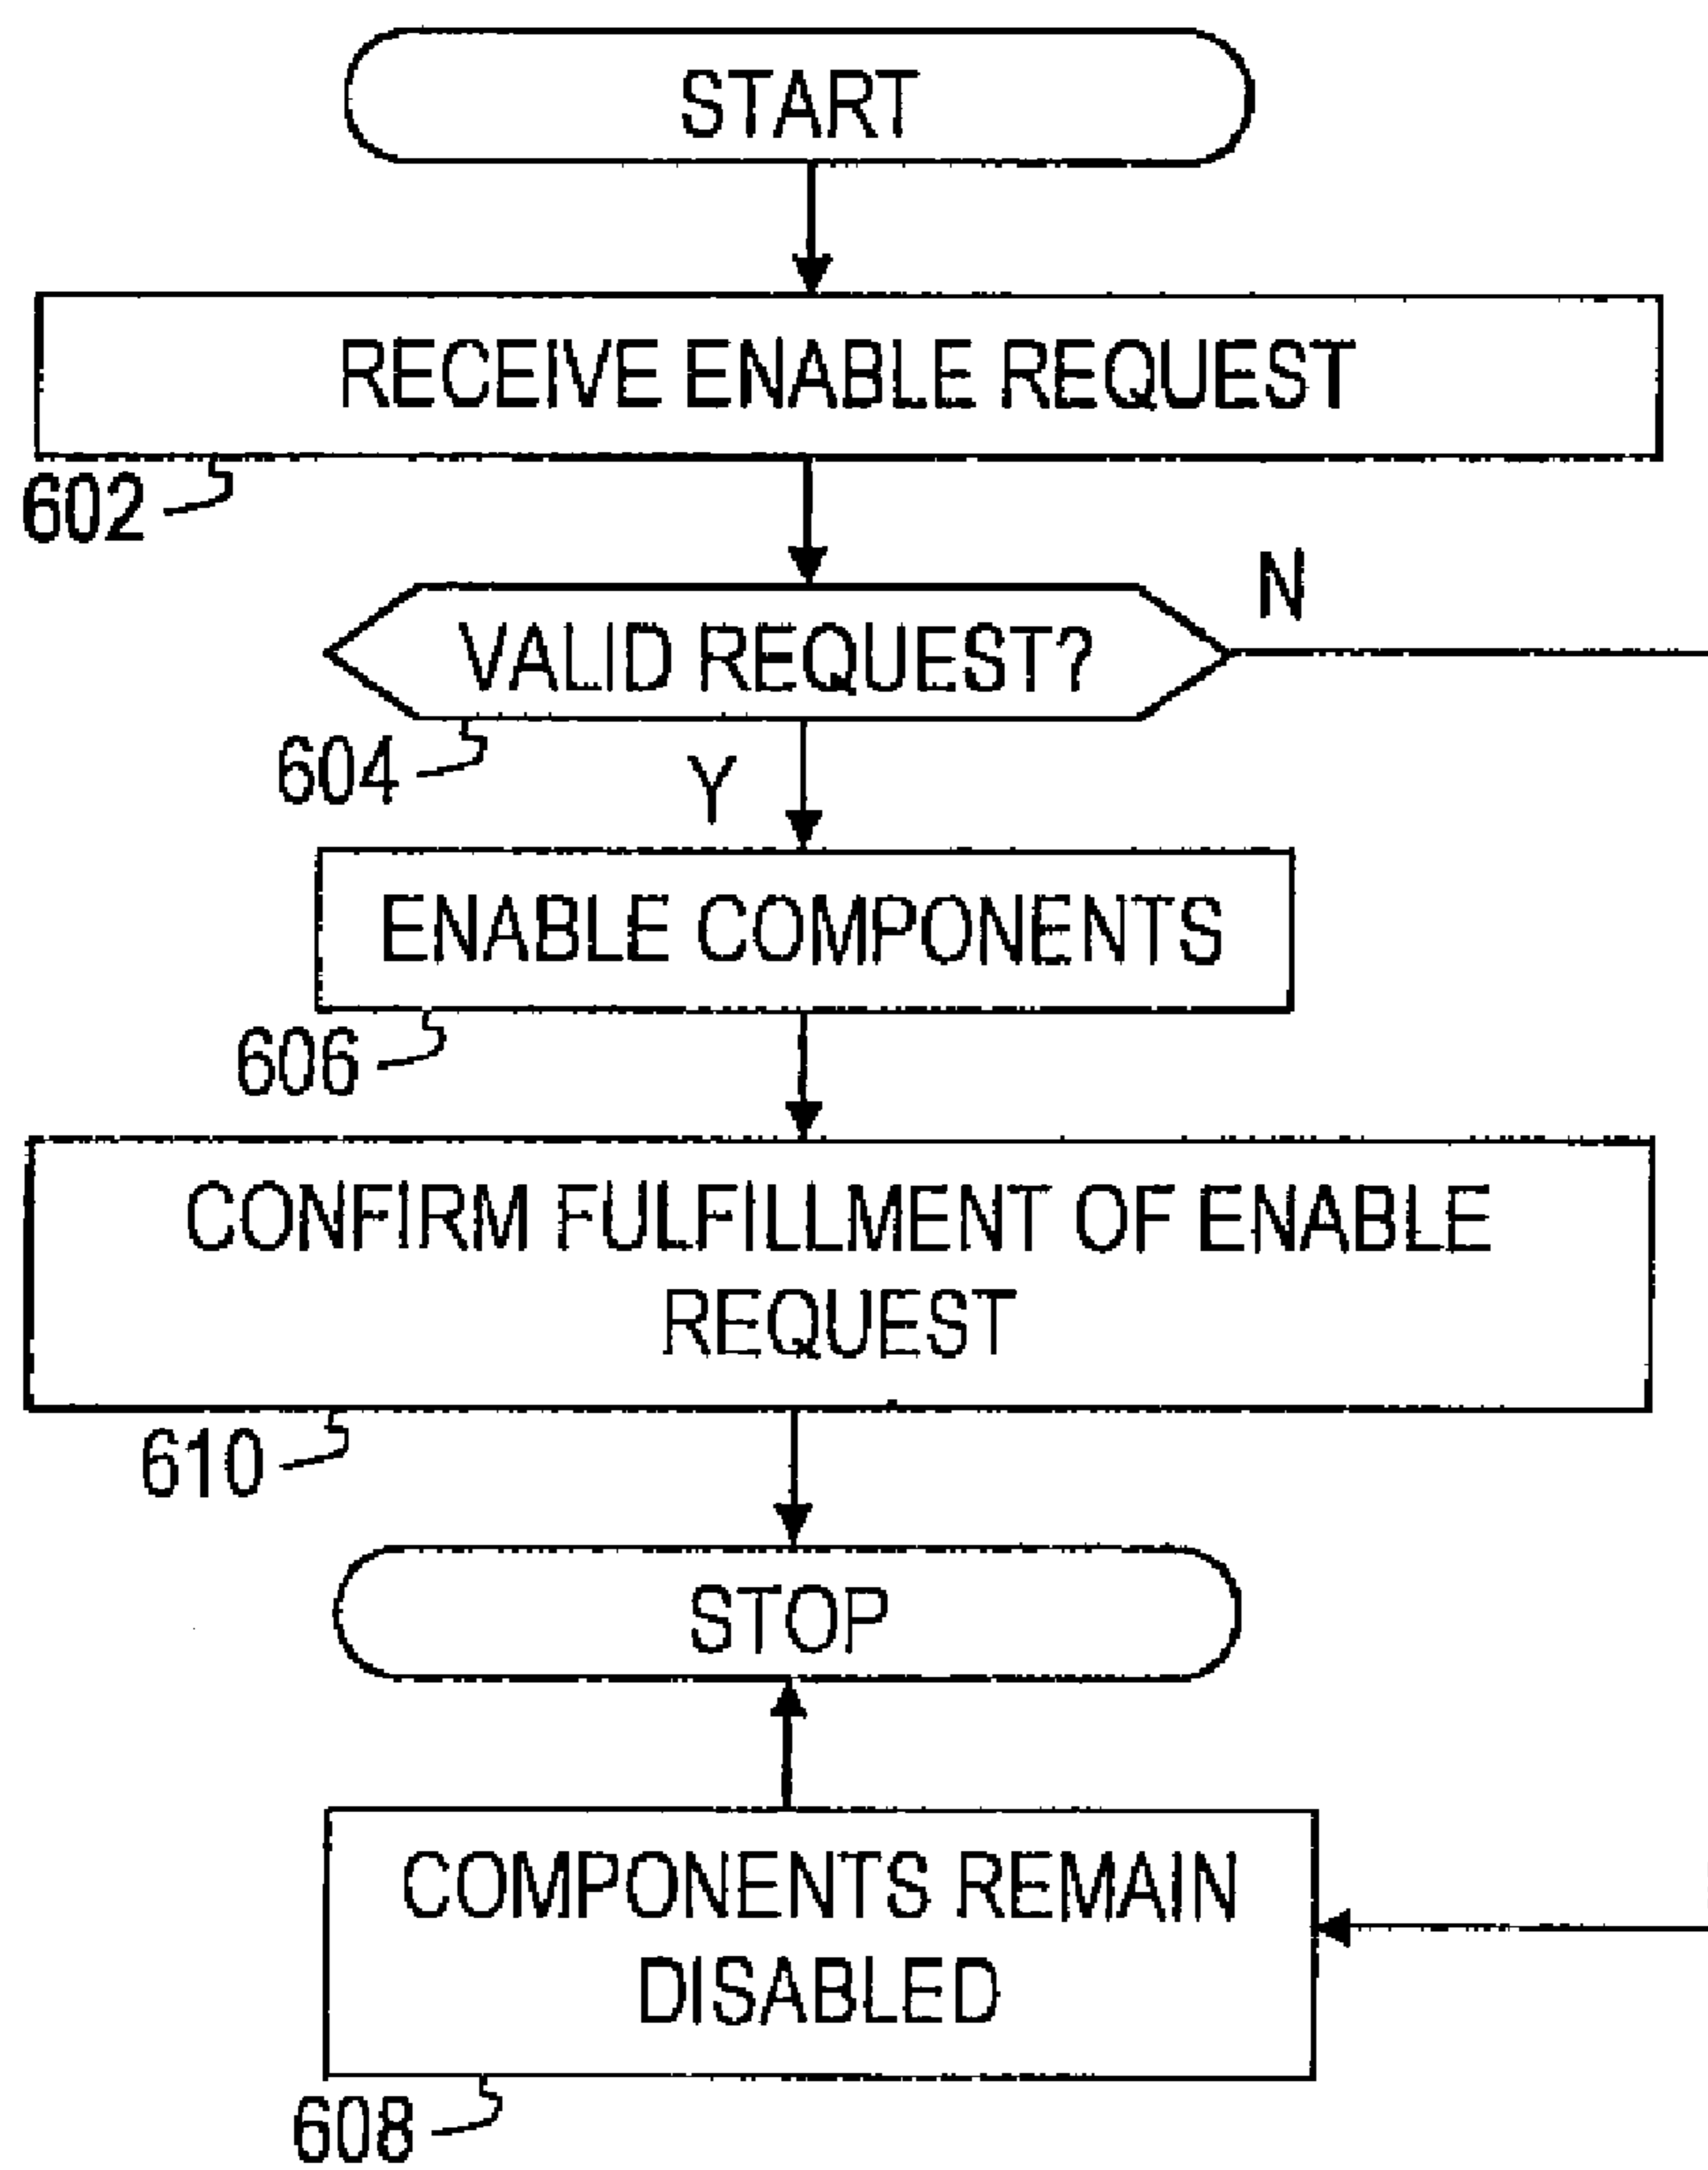 START
RECEIVE ENABLE REQUEST
602
N
VALID REQUEST?
604
Y
ENABLE COMPONENTS
606
CONFIRM FULFILLMENT OF ENABLE
REQUEST
610
STOP
COMPONENTS REMAIN
DISABLED
608